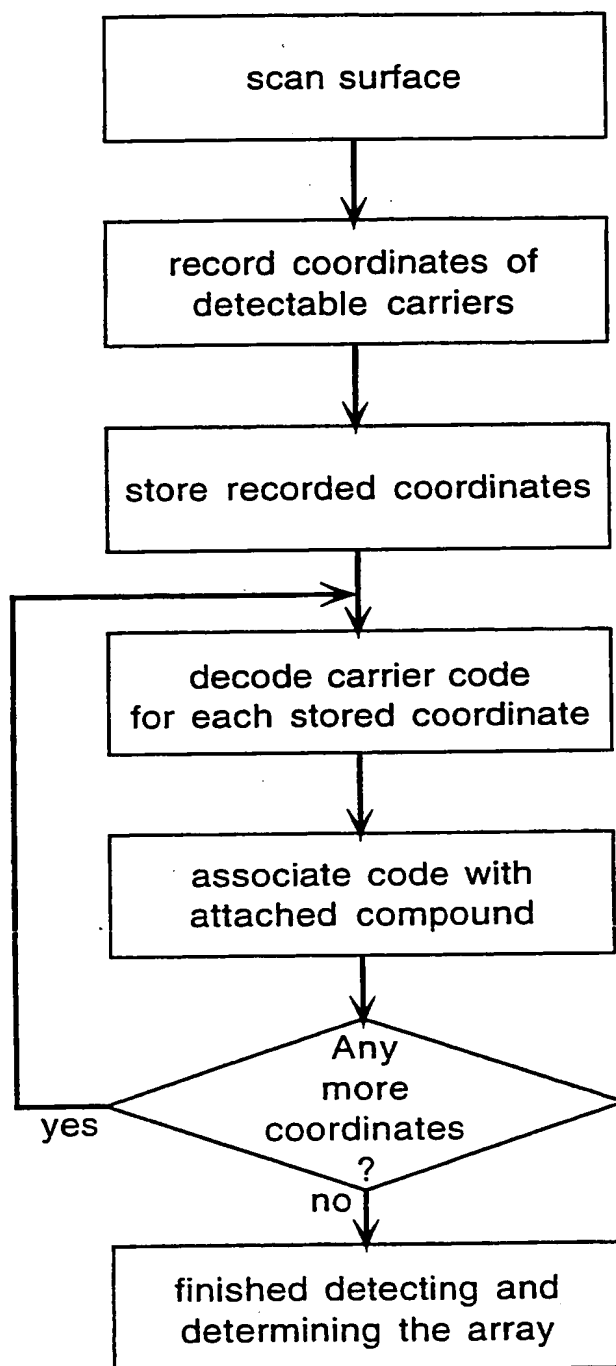 scan surface
record coordinates of
detectable carriers
store recorded coordinates
decode carrier code
for each stored coordinate
associate code with
attached compound
Any
more
coordinates
?
yes
no
finished detecting and
determining the array